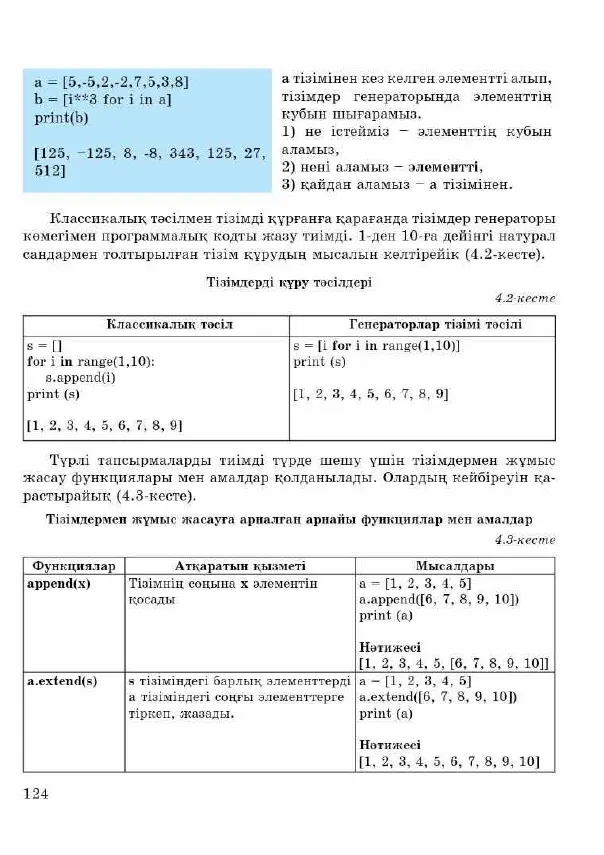 a = [5,-5,2,-2,7,5,3,8]
b = [i**3 for i in a]
print(b)
[125, −125, 8, -8, 343, 125, 27,
512]
а тізімінен кез келген элементті алып,
тізімдер генераторында элементтің
кубын шығарамыз.
1) не істейміз − элементтің кубын
аламыз,
2) нені аламыз − элементті,
3) қайдан аламыз − а тізімінен.
Классикалық тәсілмен тізімді құрғанға қарағанда тізімдер генераторы
көмегімен программалық кодты жазу тиімді. 1-ден 10-ға дейінгі натурал
сандармен толтырылған тізім құрудың мысалын келтірейік (4.2-кесте).
Тізімдерді құру тәсілдері
4.2-кесте
Классикалық тәсіл
s = []
for i in range(1,10):
s.append(i)
print (s)
[1, 2, 3, 4, 5, 6, 7, 8, 9]
Генераторлар тізімі тәсілі
s = [i for i in range(1,10)]
print (s)
[1, 2, 3, 4, 5, 6, 7, 8, 9]
Түрлі тапсырмаларды тиімді түрде шешу үшін тізімдермен жұмыс
жасау функциялары мен амалдар қолданылады. Олардың кейбіреуін қа-
растырайық (4.3-кесте).
Тізімдермен жұмыс жасауға арналған арнайы функциялар мен амалдар
4.3-кесте
Функциялар Атқаратын қызметі Мысалдары
append(x)
Тізімнің соңына x элементін
қосады
a = [1, 2, 3, 4, 5]
a.append([6, 7, 8, 9, 10])
print (a)
Нәтижесі
[1, 2, 3, 4, 5, [6, 7, 8, 9, 10]]
a.extend(s)
s тізіміндегі барлық элементтерді
а тізіміндегі соңғы элементтерге
тіркеп, жазады.
a = [1, 2, 3, 4, 5]
a.extend([6, 7, 8, 9, 10])
print (a)
Нәтижесі
[1, 2, 3, 4, 5, 6, 7, 8, 9, 10]
124